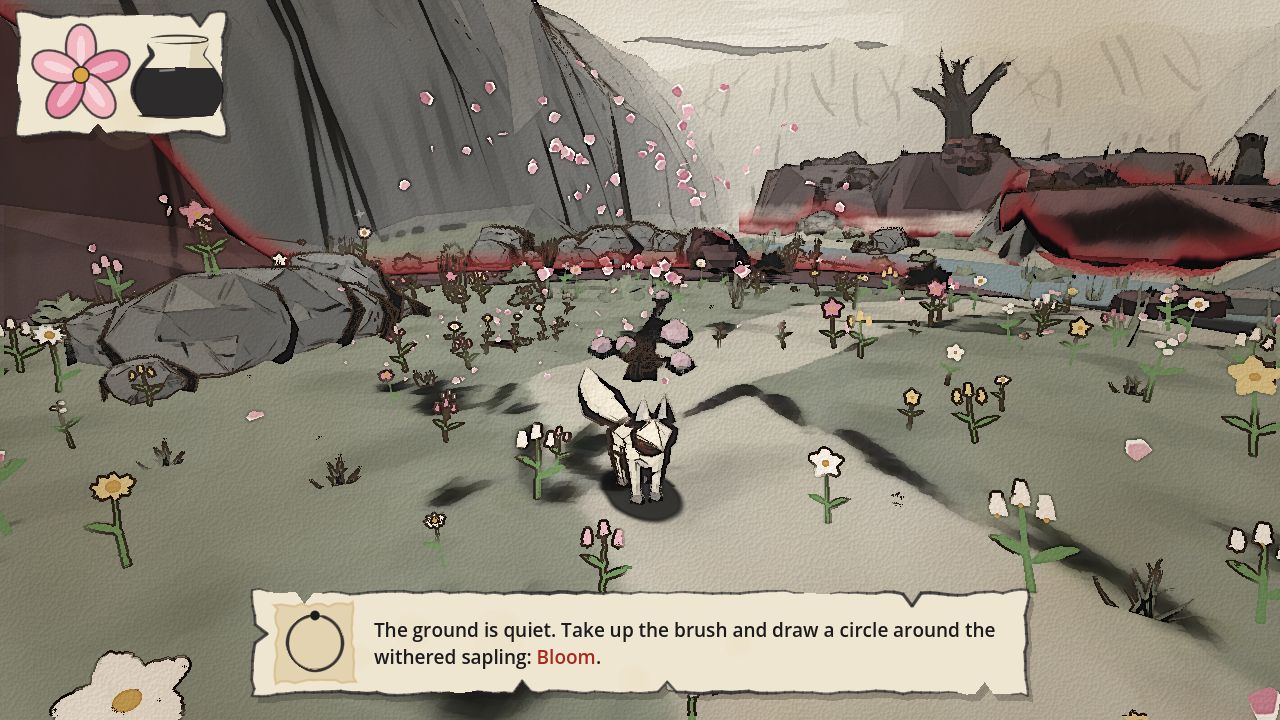 The ground is quiet. Take up the brush and draw a circle around the
withered sapling: Bloom.